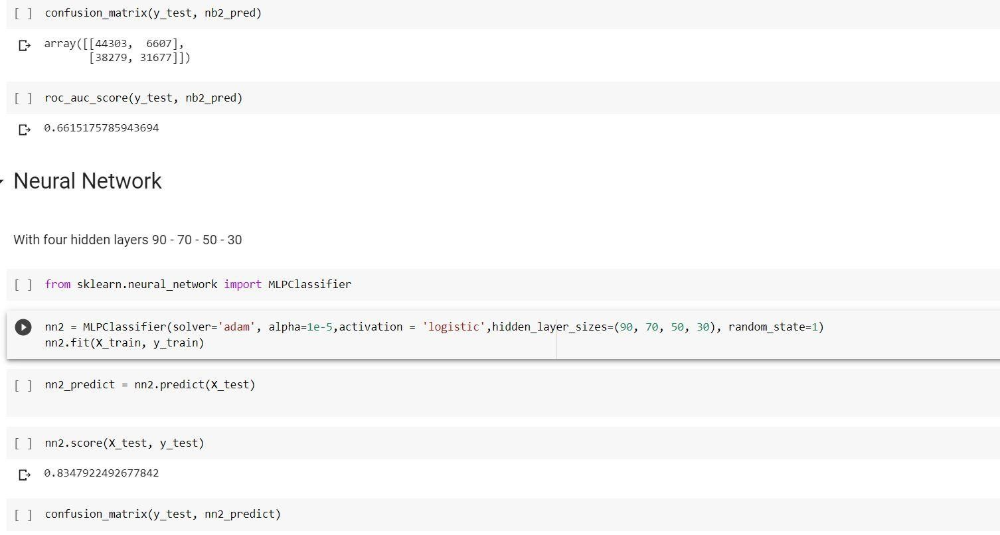 [ ] confusion_matrix(y_test, nb2_pred)
array([[44303,  6607],
       [38279, 31677]])
[ ] roc_auc_score(y_test, nb2_pred)
0.6615175785943694
Neural Network
With four hidden layers 90 - 70 - 50 - 30
[ ] from sklearn.neural_network import MLPClassifier
nn2 = MLPClassifier(solver='adam', alpha=1e-5,activation = 'logistic',hidden_layer_sizes=(90, 70, 50, 30), random_state=1)
nn2.fit(X_train, y_train)
[ ] nn2_predict = nn2.predict(X_test)
[ ] nn2.score(X_test, y_test)
0.8347922492677842
[ ] confusion_matrix(y_test, nn2_predict)